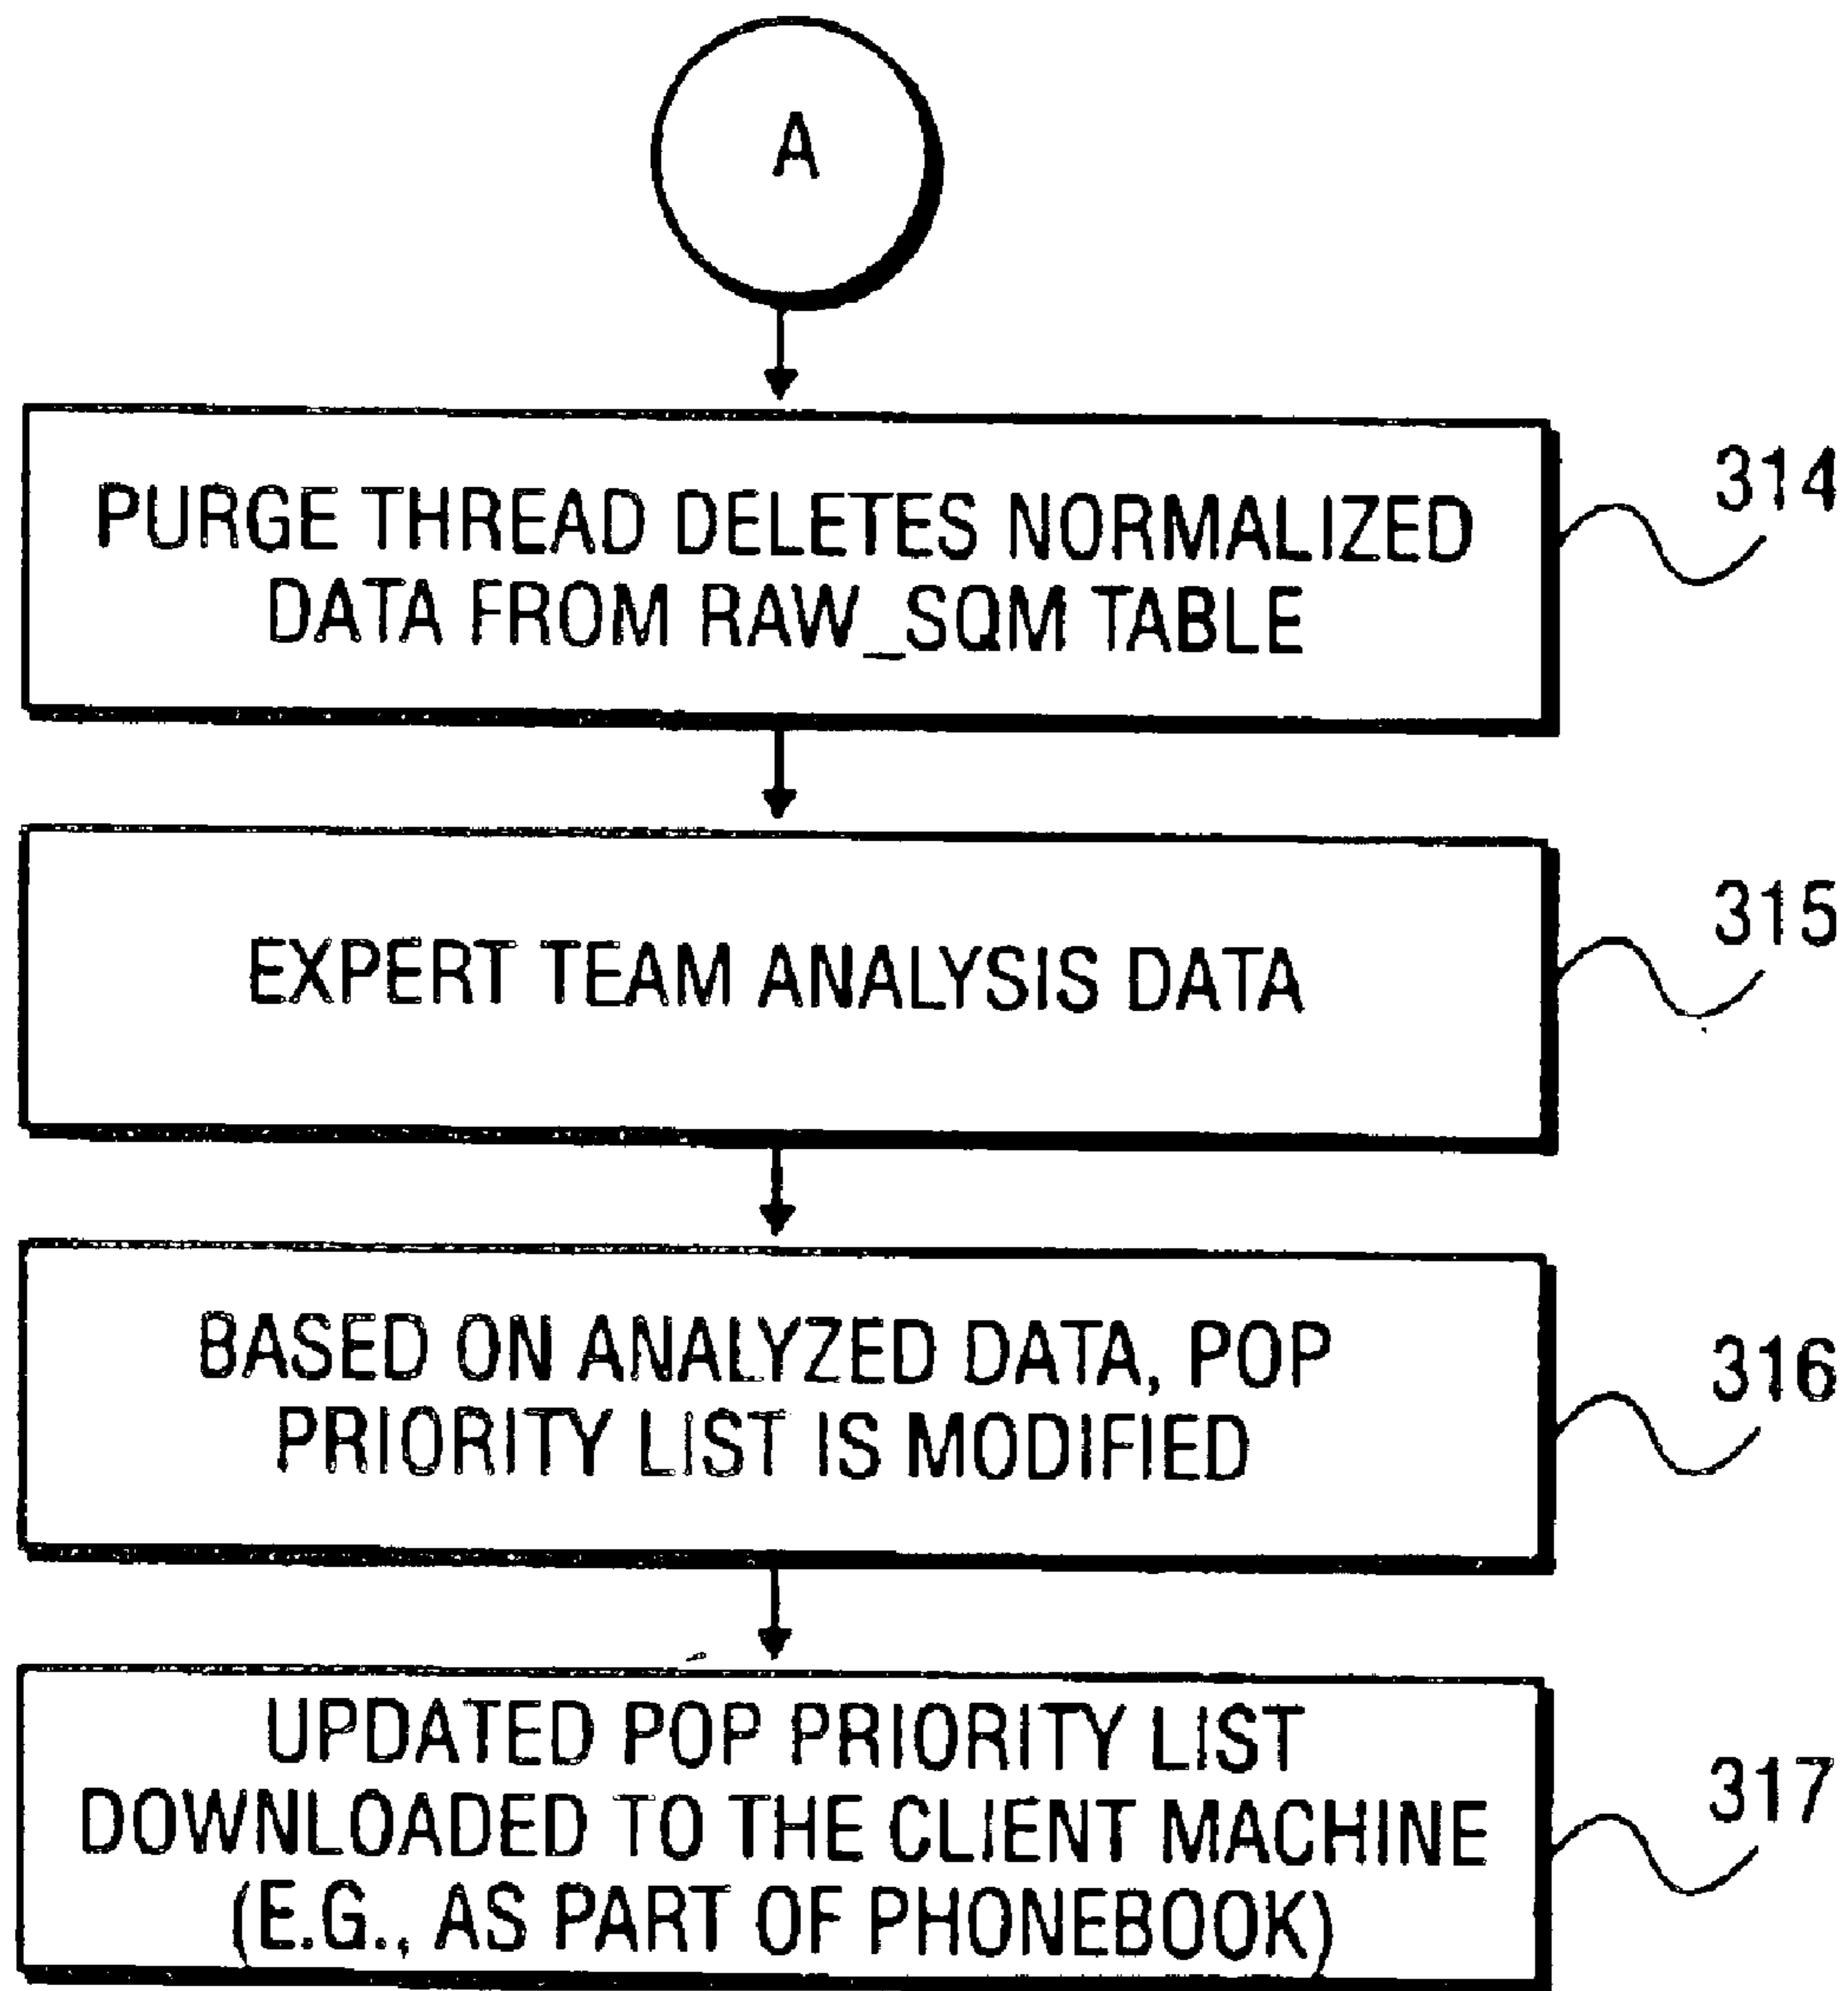 A
PURGE THREAD DELETES NORMALIZED
DATA FROM RAW_SQM TABLE
314
EXPERT TEAM ANALYSIS DATA
315
BASED ON ANALYZED DATA, POP
PRIORITY LIST IS MODIFIED
316
UPDATED POP PRIORITY LIST
DOWNLOADED TO THE CLIENT MACHINE
(E.G., AS PART OF PHONEBOOK)
317